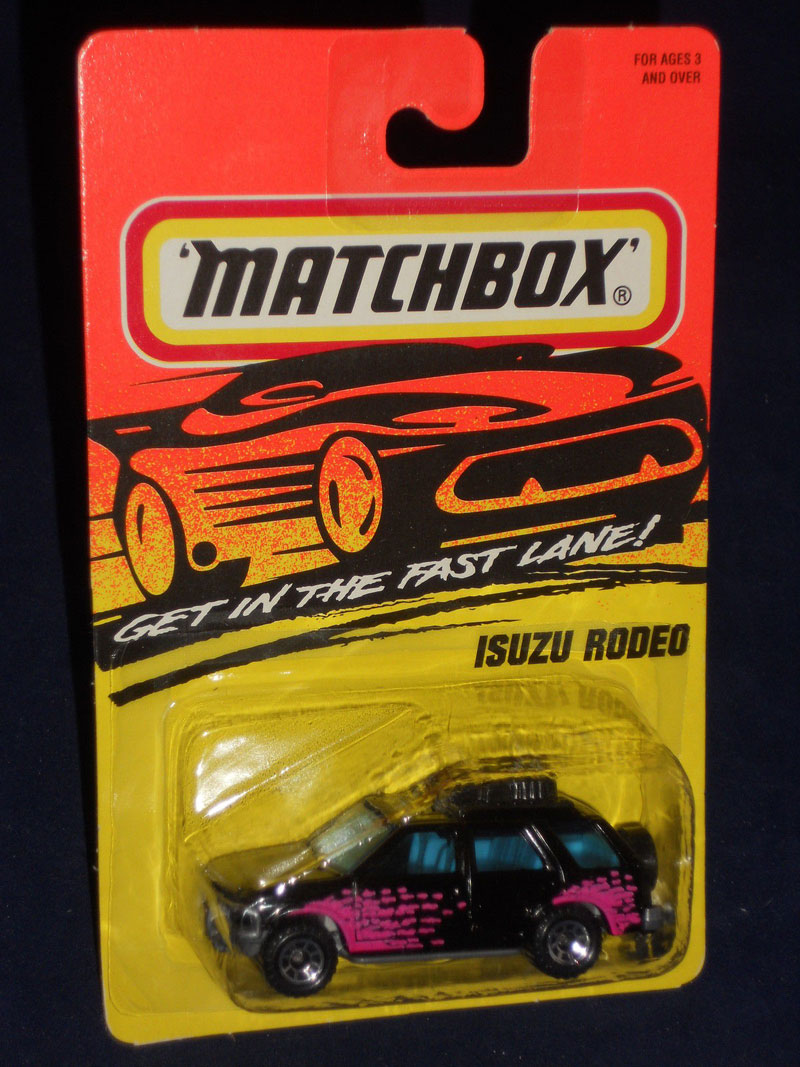 FOR AGES 3
AND OVER
'MATCHBOX'®
GET IN THE FAST LANE!
ISUZU RODEO